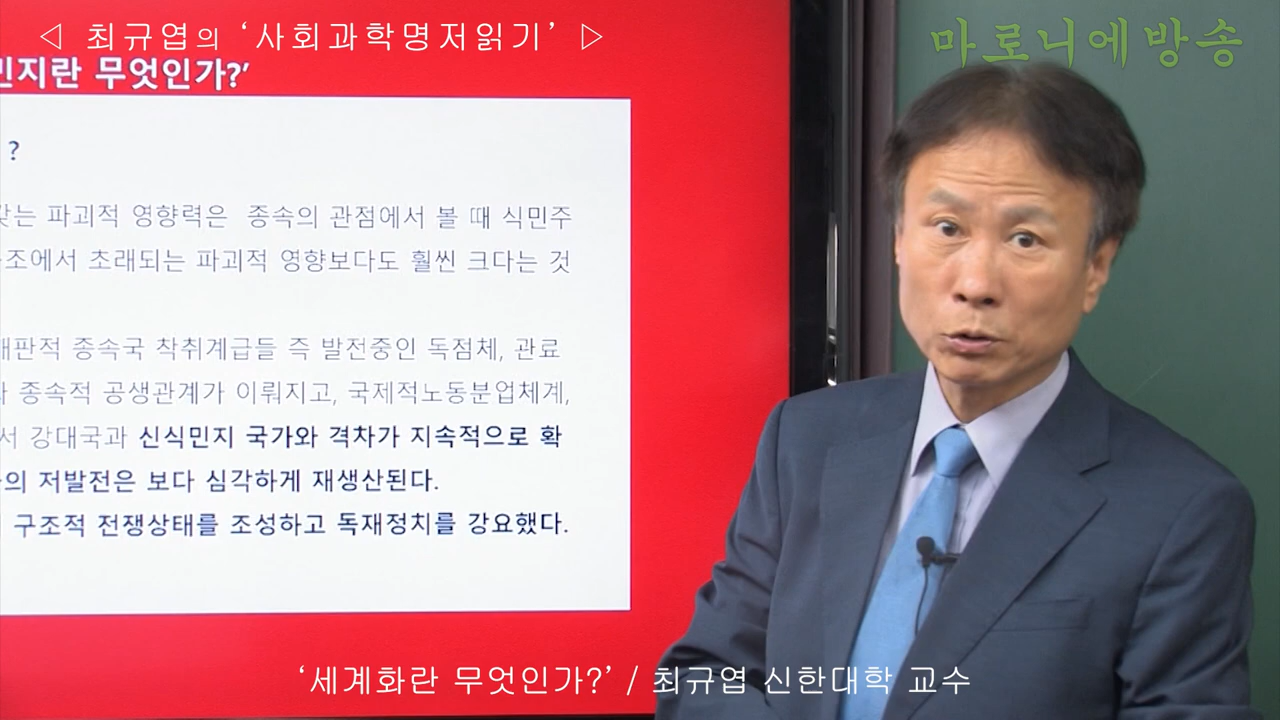 ◁ 최규엽의 '사회과학명저읽기' ▷
마로니에방송
민지란 무엇인가?'
?
갖는 파괴적 영향력은 종속의 관점에서 볼 때 식민주
조에서 초래되는 파괴적 영향보다도 훨씬 크다는 것
매판적 종속국 착취계급들 즉 발전중인 독점체, 관료
종속적 공생관계가 이뤄지고, 국제적노동분업체계,
서 강대국과 신식민지 국가와 격차가 지속적으로 확
의 저발전은 보다 심각하게 재생산된다.
구조적 전쟁상태를 조성하고 독재정치를 강요했다.
'세계화란 무엇인가?' / 최규엽 신한대학 교수